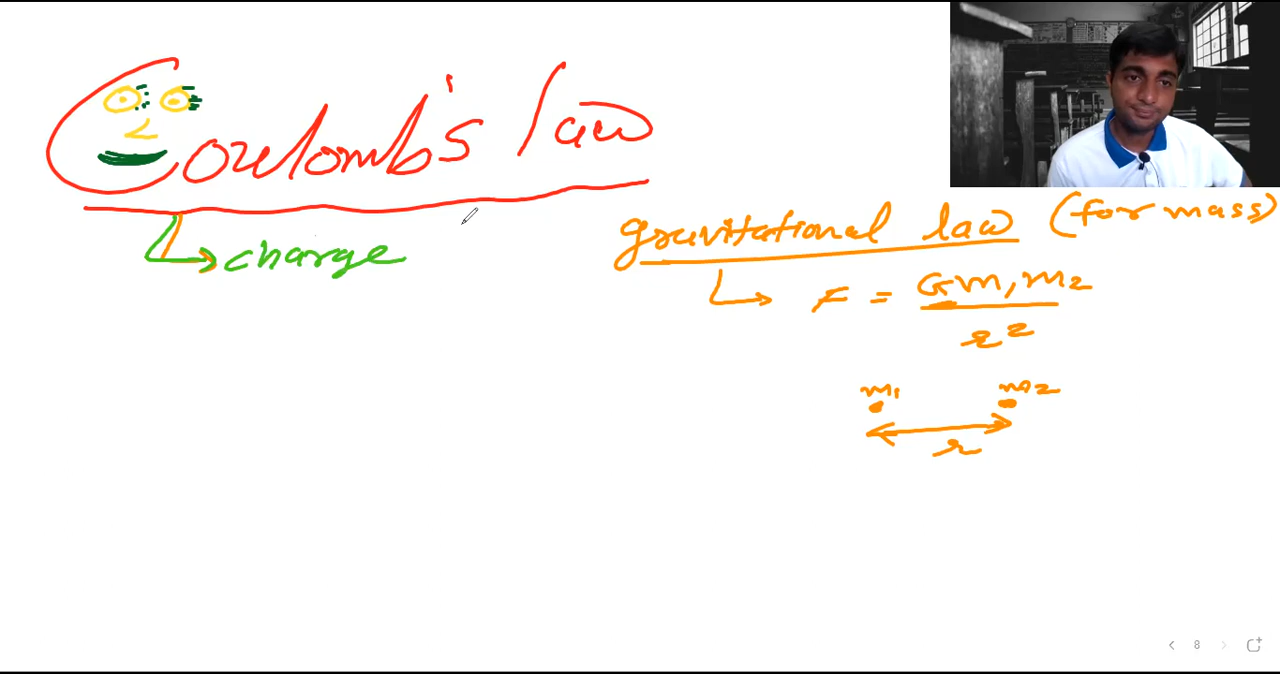 Coulomb's law
charge
gravitational law (for mass)
F = Gm1m2
r2
m1 m2
r
8